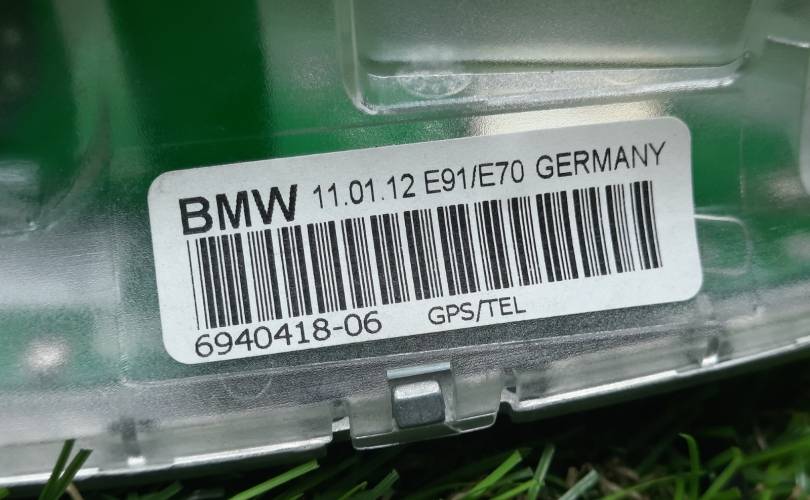 BMW 11.01.12 E91/E70 GERMANY
6940418-06 GPS/TEL